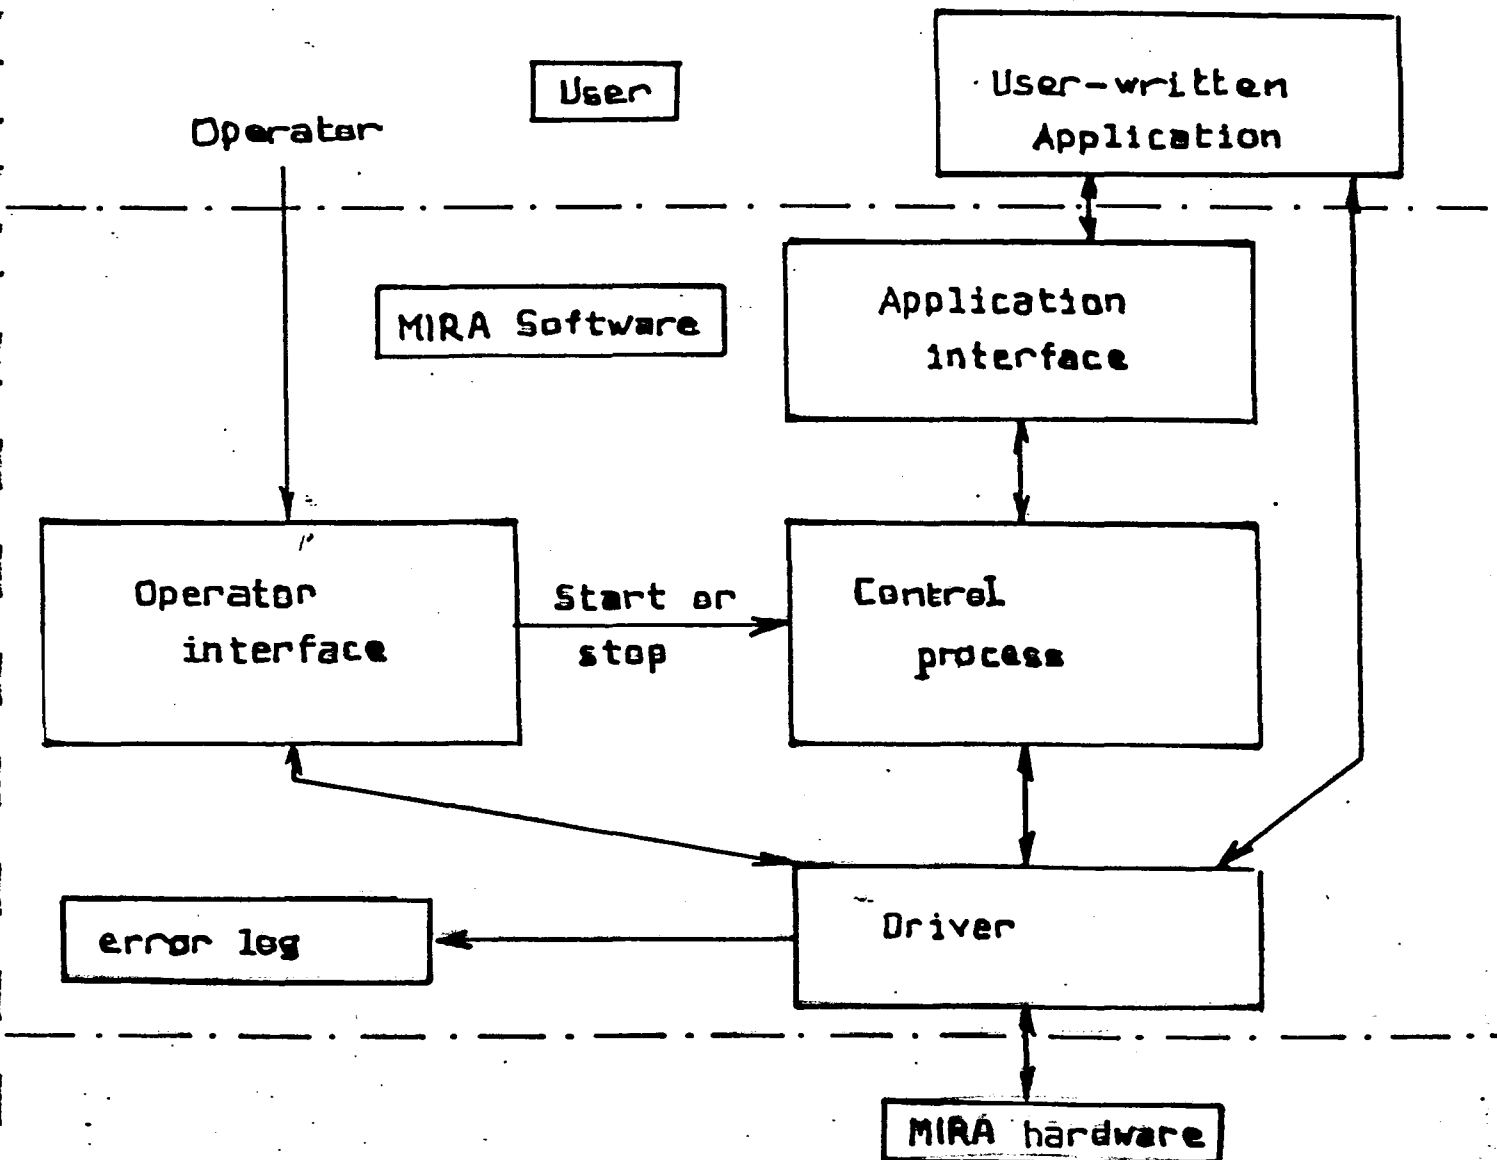 User
User-written
Application
Operator
MIRA Software
Application
interface
Operator
interface
Start or
stop
Control
process
error log
Driver
MIRA hardware